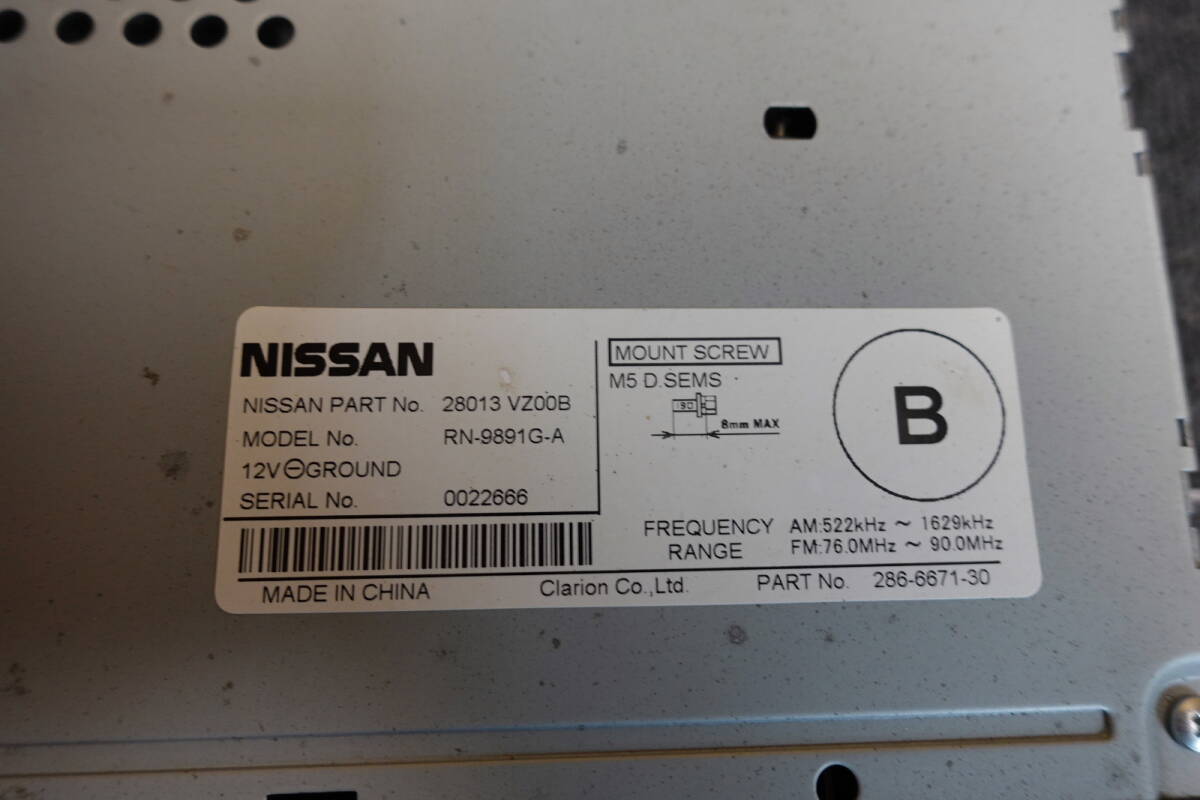 NISSAN
NISSAN PART No. 28013 VZ00B
MODEL No. RN-9891G-A
12V⊖GROUND
SERIAL No. 0022666
MOUNT SCREW
M5 D.SEMS
ISO
8mm MAX
B
FREQUENCY RANGE
AM:522kHz ~ 1629kHz
FM:76.0MHz ~ 90.0MHz
MADE IN CHINA Clarion Co.,Ltd. PART No. 286-6671-30